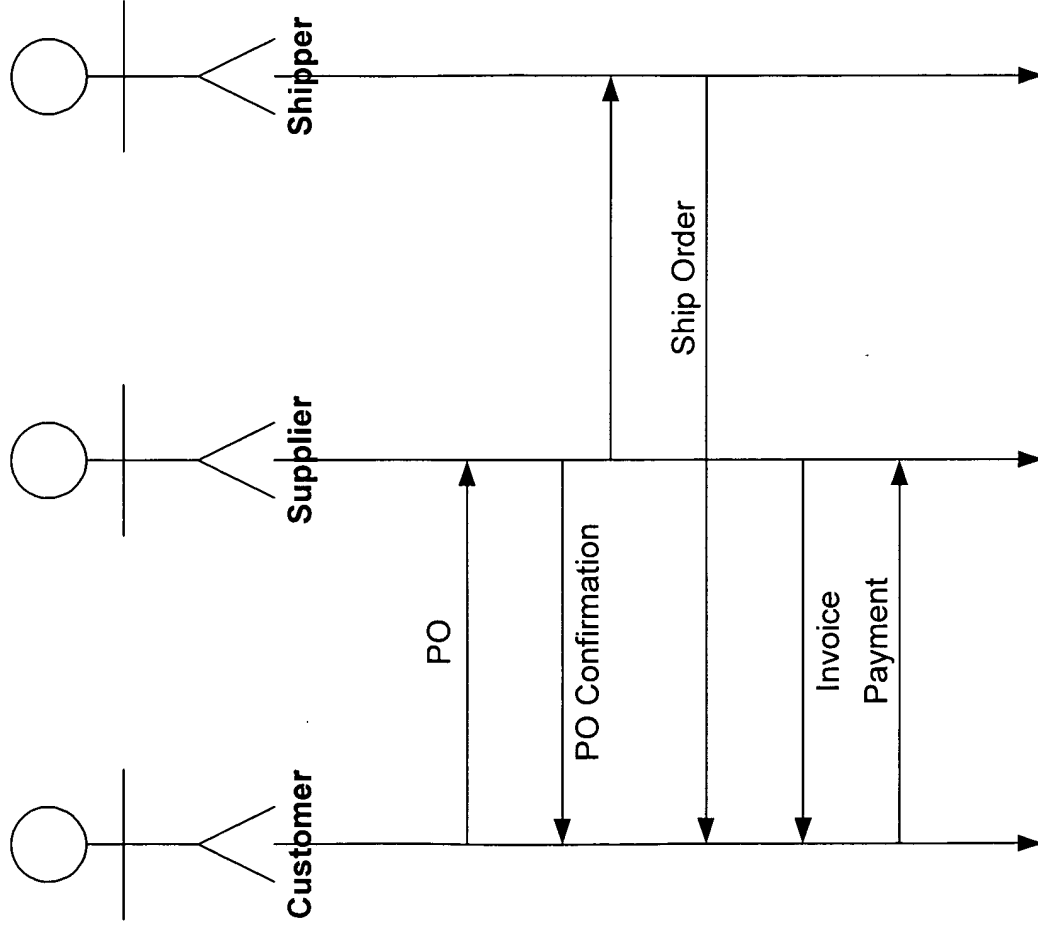 Customer
Supplier
Shipper
PO
PO Confirmation
Ship Order
Invoice
Payment